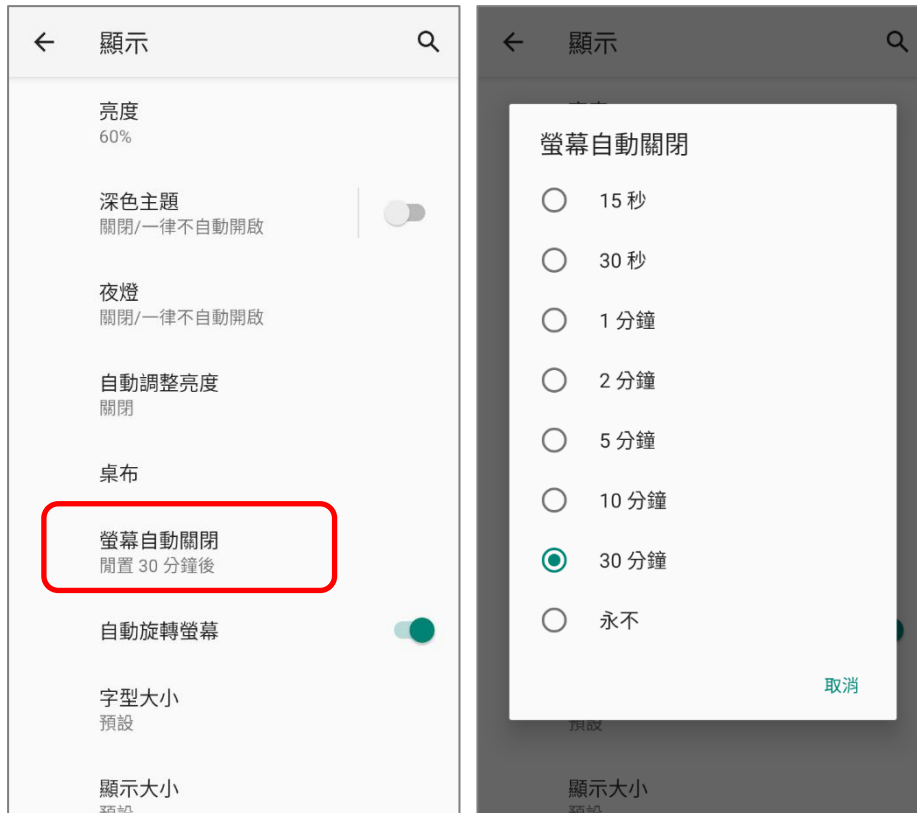 顯示
亮度
60%
深色主題
關閉/一律不自動開啟
夜燈
關閉/一律不自動開啟
自動調整亮度
關閉
桌布
螢幕自動關閉
閒置 30 分鐘後
自動旋轉螢幕
字型大小
預設
顯示大小
預設
顯示
螢幕自動關閉
15 秒
30 秒
1 分鐘
2 分鐘
5 分鐘
10 分鐘
30 分鐘
永不
取消
預設
顯示大小
預設